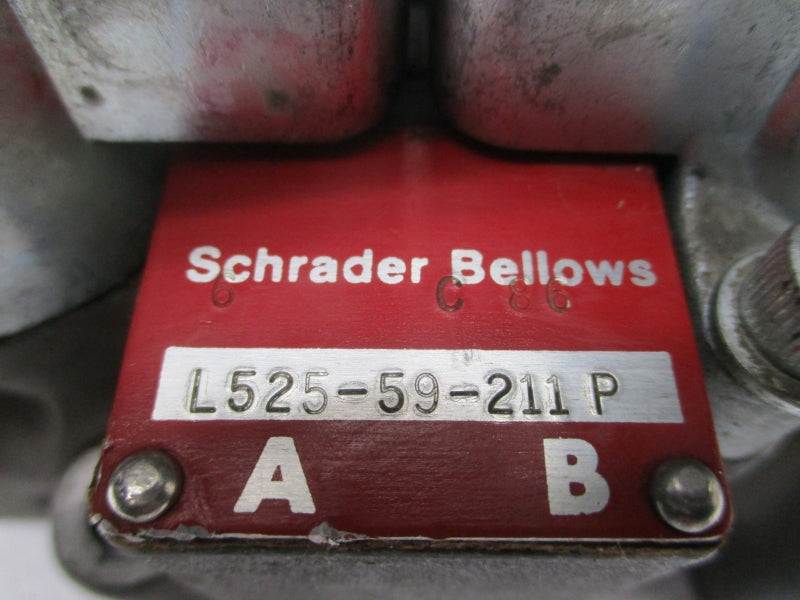 Schrader Bellows
6 C 86
L525-59-211 P
A B